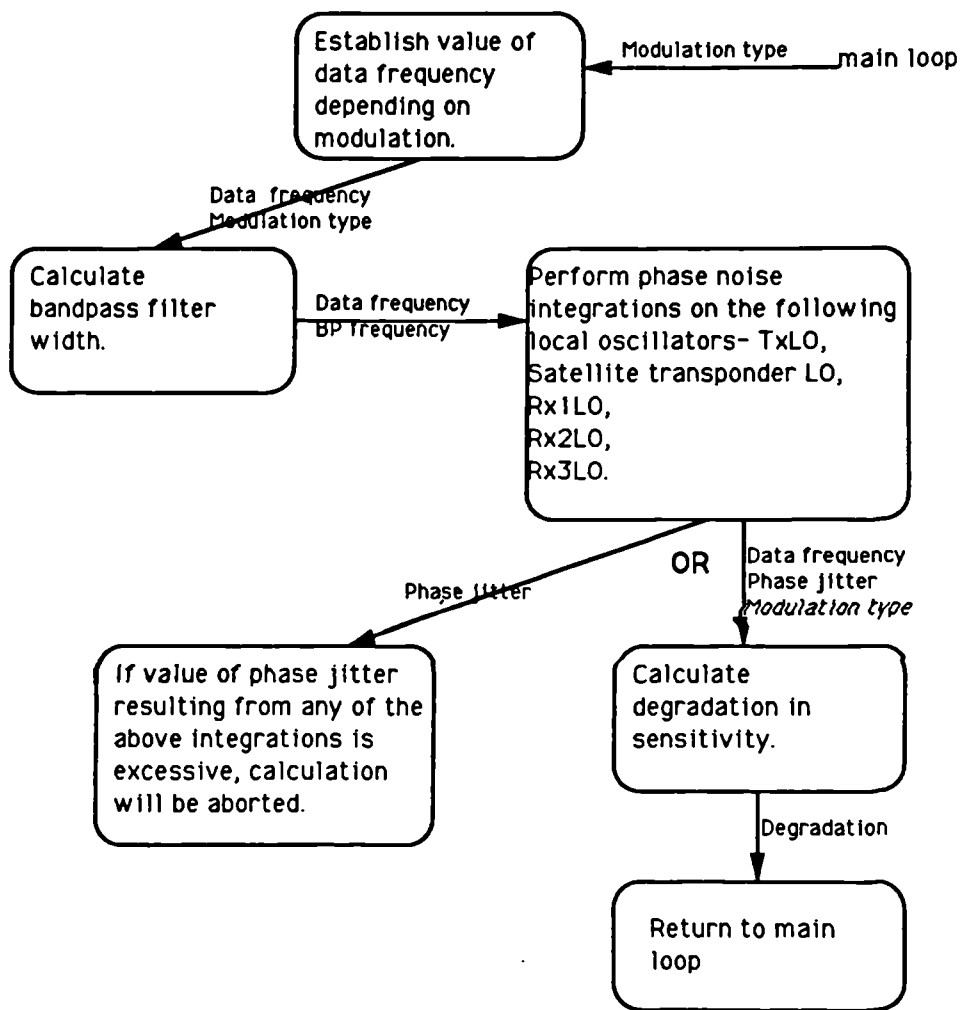 Establish value of
data frequency
depending on
modulation.
Modulation type
main loop
Data frequency
Modulation type
Calculate
bandpass filter
width.
Data frequency
BP frequency
Perform phase noise
integrations on the following
local oscillators- TxLO,
Satellite transponder LO,
Rx1LO,
Rx2LO,
Rx3LO.
Phase jitter
OR
Data frequency
Phase jitter
Modulation type
If value of phase jitter
resulting from any of the
above integrations is
excessive, calculation
will be aborted.
Calculate
degradation in
sensitivity.
Degradation
Return to main
loop